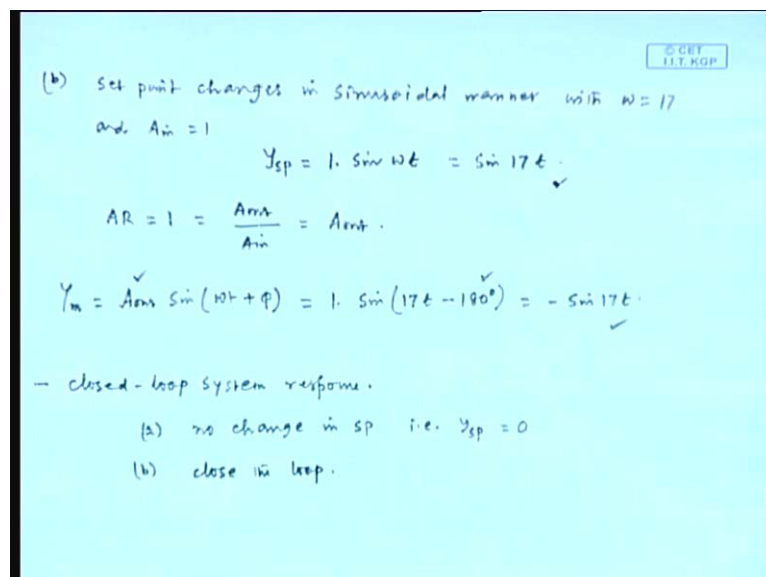 © CET
I.I.T. KGP
(b) set point changes in sinusoidal manner with w = 17
and Ain = 1
Ysp = 1. Sin wt = Sin 17t.
AR = 1 = Aout / Ain = Aout.
Ym = Aout Sin (wt + φ) = 1. Sin (17t - 180°) = - Sin 17t.
- closed-loop system response.
(a) no change in SP i.e. Ysp = 0
(b) close the loop.